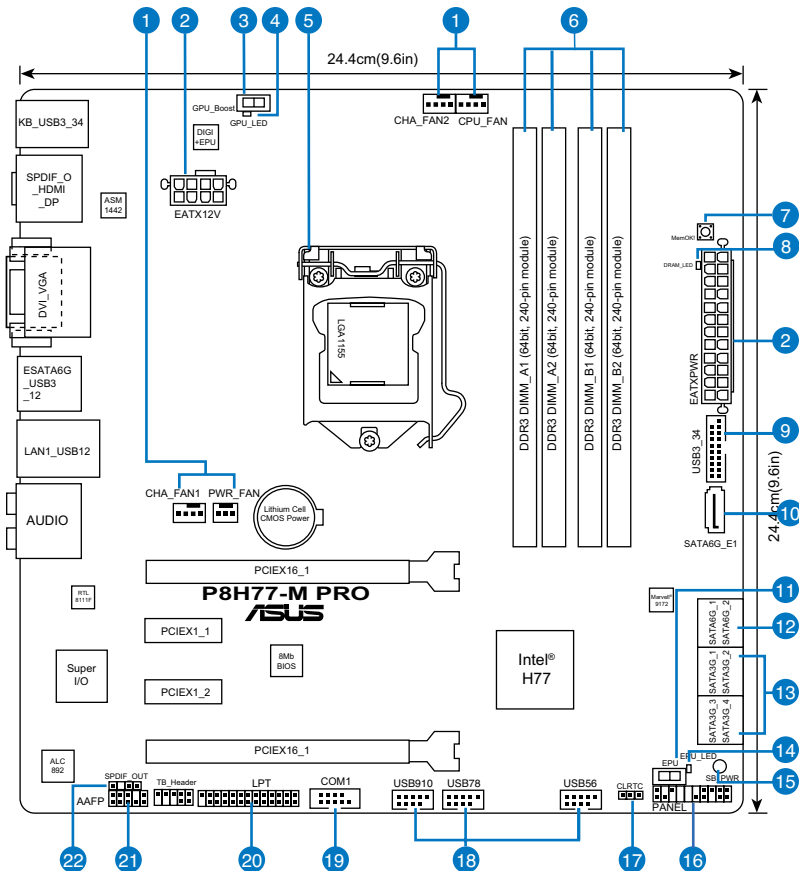 1
2
3
4
5
1
6
24.4cm(9.6in)
KB_USB3_34
GPU_Boost
GPU_LED
DIGI
+EPU
CHA_FAN2
CPU_FAN
SPDIF_O
_HDMI
_DP
ASM
1442
EATX12V
DVI_VGA
LGA1155
DDR3 DIMM_A1 (64bit, 240-pin module)
DDR3 DIMM_A2 (64bit, 240-pin module)
DDR3 DIMM_B1 (64bit, 240-pin module)
DDR3 DIMM_B2 (64bit, 240-pin module)
7
MemOK!
8
DRAM_LED
2
EATXPWR
ESATA6G
_USB3
_12
9
USB3_34
LAN1_USB12
1
10
24.4cm(9.6in)
SATA6G_E1
CHA_FAN1
PWR_FAN
Lithium Cell
CMOS Power
AUDIO
PCIEX16_1
P8H77-M PRO
ASUS
RTL
8111F
Marvell®
9172
11
SATA6G_1
SATA6G_2
12
PCIEX1_1
8Mb
BIOS
Intel®
H77
SATA3G_1
SATA3G_2
13
Super
I/O
PCIEX1_2
SATA3G_3
SATA3G_4
ALC
892
PCIEX16_1
EPU_LED
EPU
14
SB_PWR
15
SPDIF_OUT
AAFP
TB_Header
LPT
COM1
USB910
USB78
USB56
CLRTC
PANEL
22
21
20
19
18
17
16